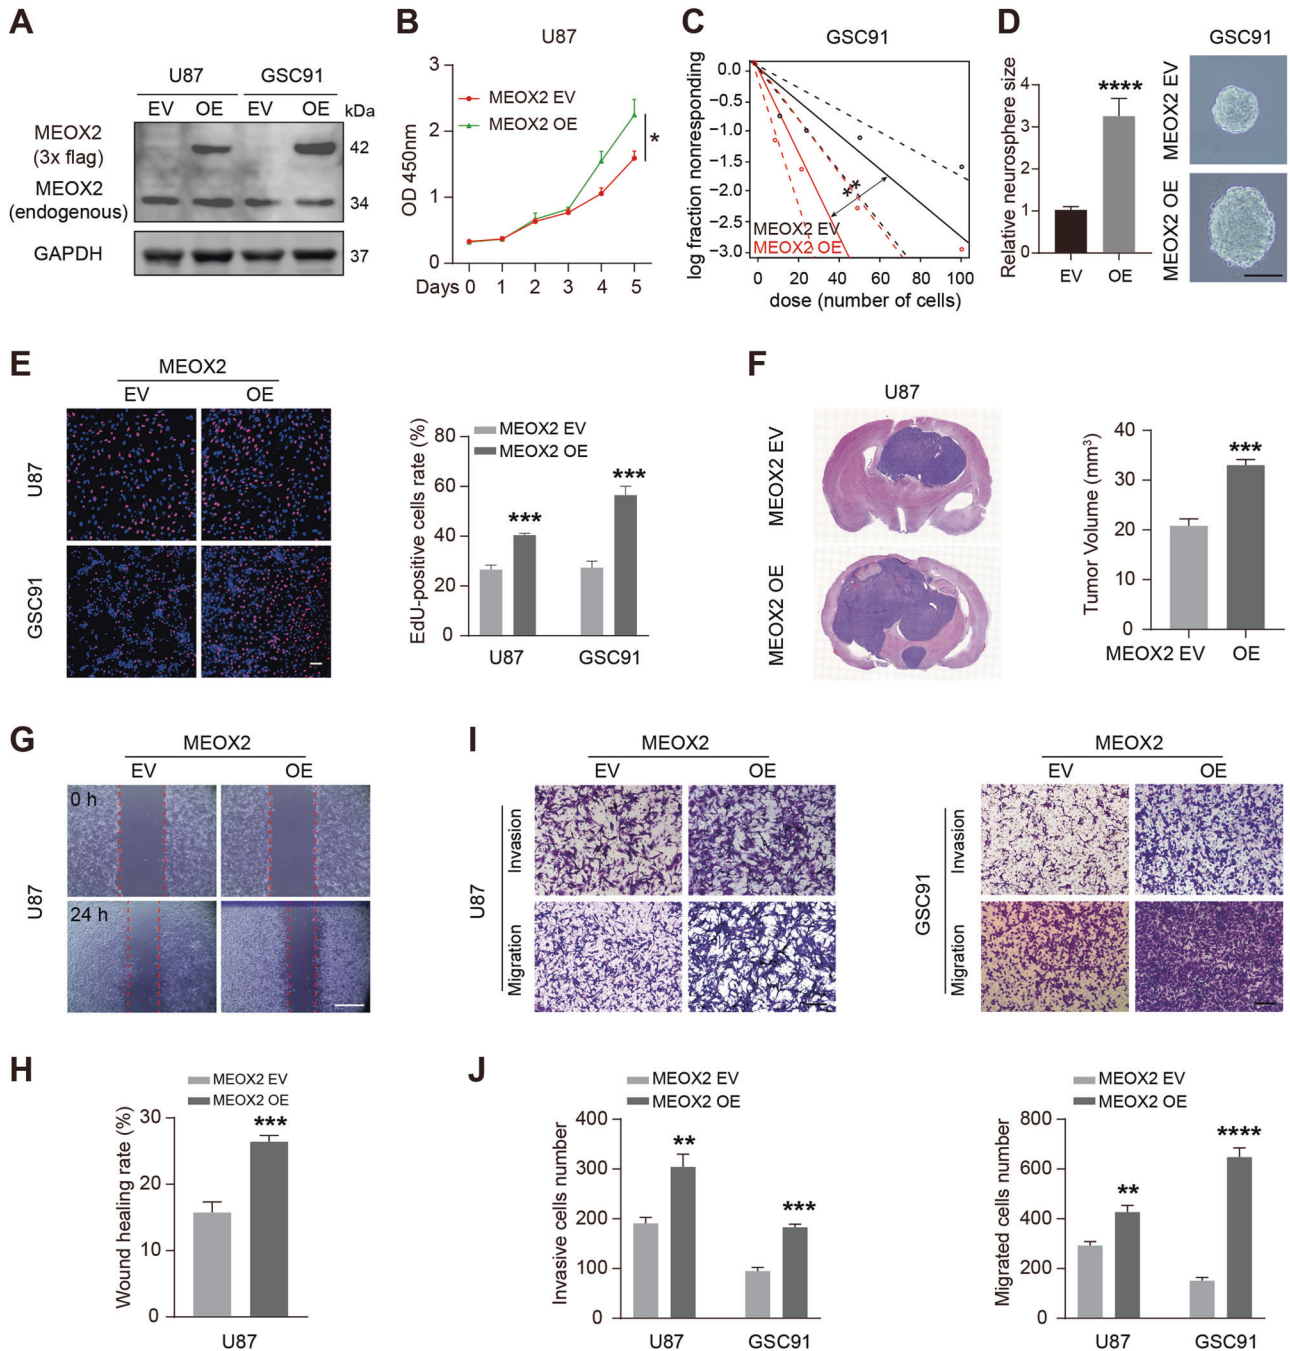 A
U87 GSC91
EV OE EV OE kDa
MEOX2
(3x flag)
42
MEOX2
(endogenous)
34
GAPDH
37
B
U87
3
2
1
0
OD 450nm
MEOX2 EV
MEOX2 OE
*
Days 0 1 2 3 4 5
C
GSC91
log fraction nonresponding
0.0
−0.5
−1.0
−1.5
−2.0
−2.5
−3.0
**
MEOX2 EV
MEOX2 OE
0 20 40 60 80 100
dose (number of cells)
D
GSC91
Relative neurosphere size
4
3
2
1
0
****
EV OE
MEOX2 EV
MEOX2 OE
E
MEOX2
EV OE
U87
GSC91
EdU-positive cells rate (%)
80
60
40
20
0
MEOX2 EV
MEOX2 OE
***
***
U87 GSC91
F
U87
MEOX2 EV
MEOX2 OE
Tumor Volume (mm³)
40
30
20
10
0
***
MEOX2 EV OE
G
MEOX2
EV OE
U87
0 h
24 h
I
MEOX2
EV OE
U87
Invasion
Migration
MEOX2
EV OE
GSC91
Invasion
Migration
H
MEOX2 EV
MEOX2 OE
Wound healing rate (%)
30
20
10
0
***
U87
J
MEOX2 EV
MEOX2 OE
Invasive cells number
400
300
200
100
0
**
***
U87 GSC91
MEOX2 EV
MEOX2 OE
Migrated cells number
800
600
400
200
0
**
****
U87 GSC91